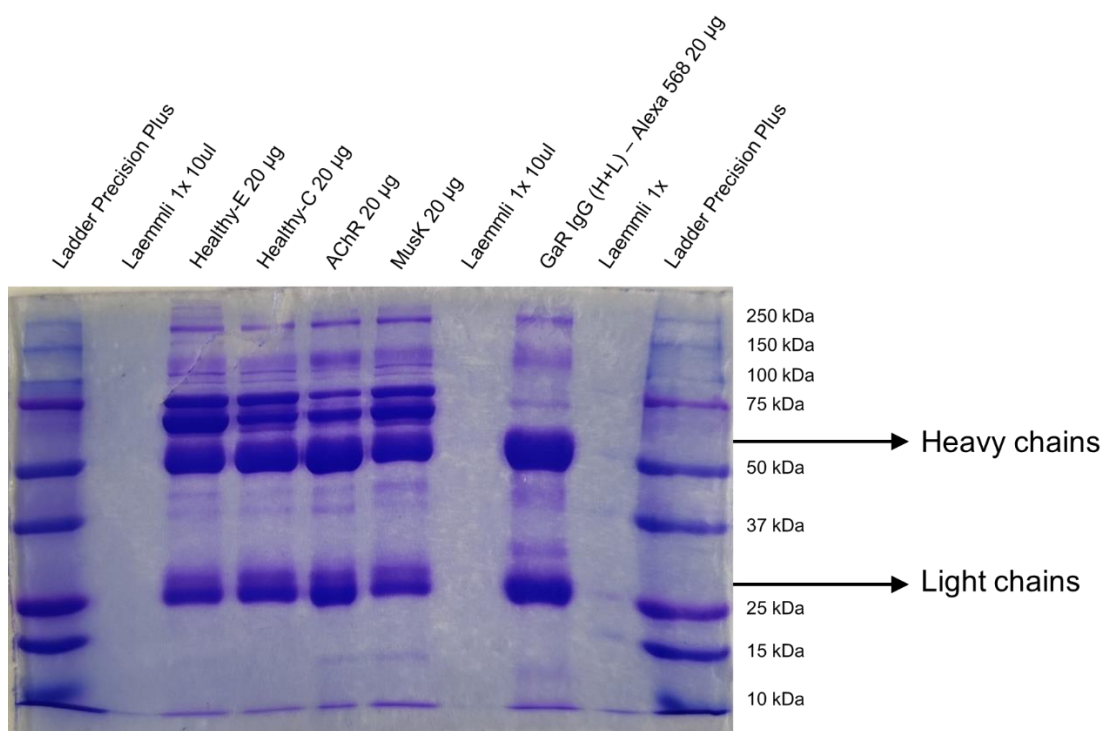 Ladder Precision Plus
Laemmli 1x 10ul
Healthy-E 20 µg
Healthy-C 20 µg
AChR 20 µg
MusK 20 µg
Laemmli 1x 10ul
GaR IgG (H+L) – Alexa 568 20 µg
Laemmli 1x
Ladder Precision Plus
250 kDa
150 kDa
100 kDa
75 kDa
Heavy chains
50 kDa
37 kDa
Light chains
25 kDa
15 kDa
10 kDa